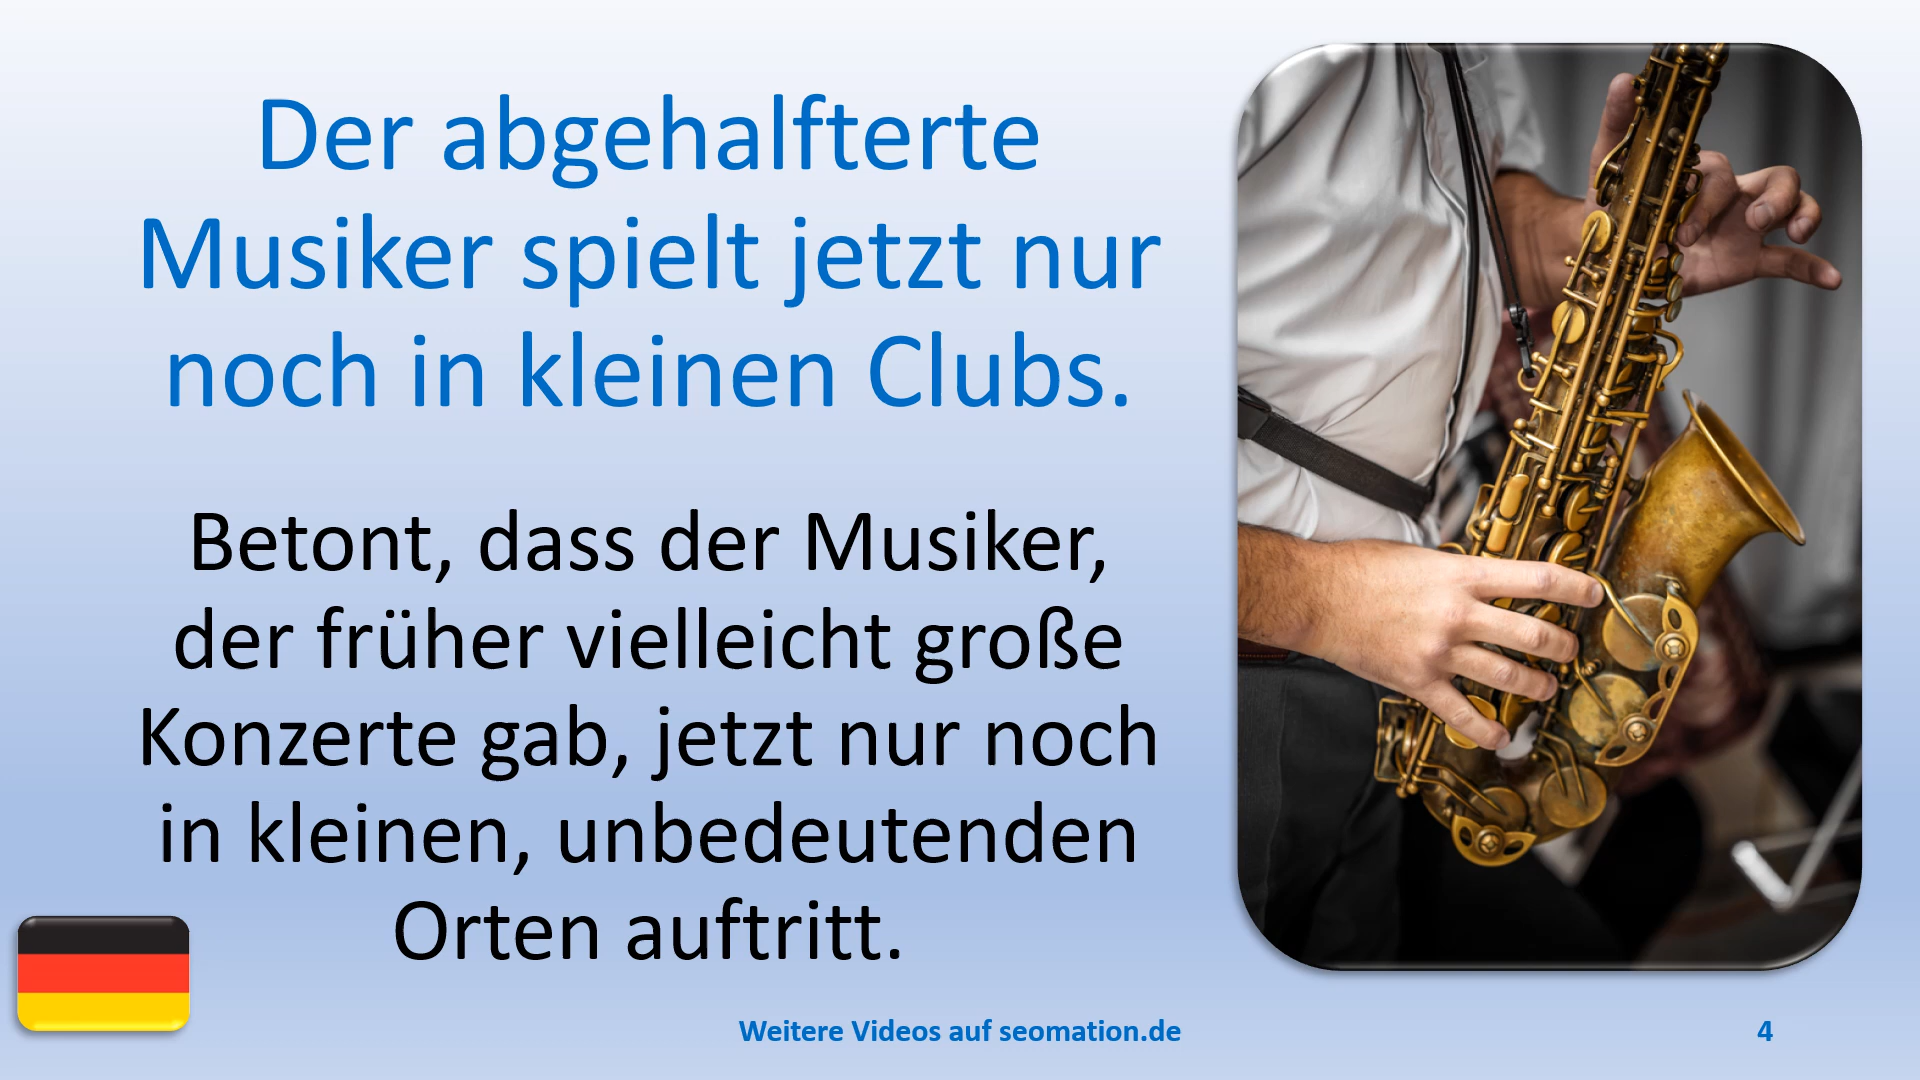 Der abgehalfterte
Musiker spielt jetzt nur
noch in kleinen Clubs.
Betont, dass der Musiker,
der früher vielleicht große
Konzerte gab, jetzt nur noch
in kleinen, unbedeutenden
Orten auftritt.
Weitere Videos auf seomation.de
4